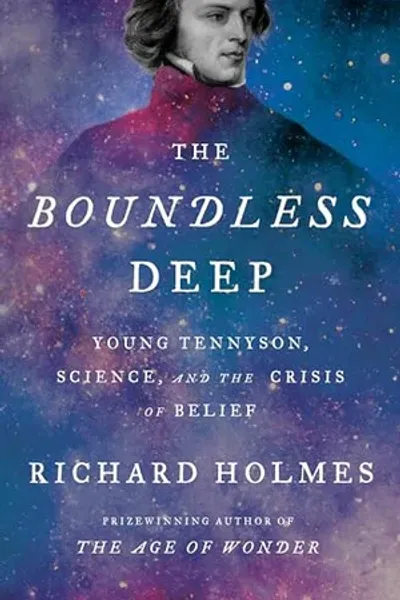 THE
BOUNDLESS
DEEP
YOUNG TENNYSON,
SCIENCE, AND THE CRISIS
OF BELIEF
RICHARD HOLMES
PRIZEWINNING AUTHOR OF
THE AGE OF WONDER